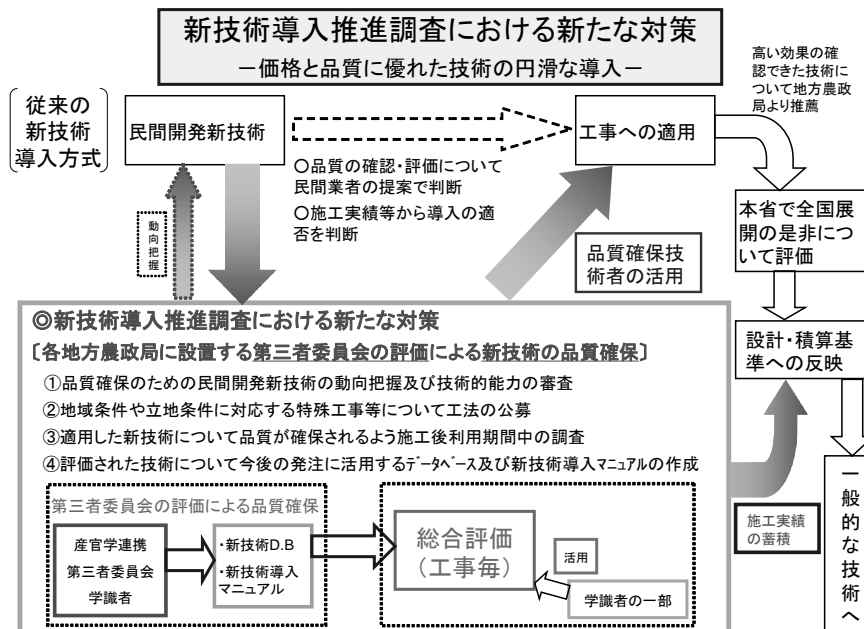 新技術導入推進調査における新たな対策
－価格と品質に優れた技術の円滑な導入－
高い効果の確
認できた技術に
ついて地方農政
局より推薦
従来の
新技術
導入方式
民間開発新技術
工事への適用
○品質の確認・評価について
民間業者の提案で判断
○施工実績等から導入の適
否を判断
動向把握
品質確保技
術者の活用
本省で全国展
開の是非につ
いて評価
◎新技術導入推進調査における新たな対策
〔各地方農政局に設置する第三者委員会の評価による新技術の品質確保〕
①品質確保のための民間開発新技術の動向把握及び技術的能力の審査
②地域条件や立地条件に対応する特殊工事等について工法の公募
③適用した新技術について品質が確保されるよう施工後利用期間中の調査
④評価された技術について今後の発注に活用するﾃﾞｰﾀﾍﾞｰｽ及び新技術導入マニュアルの作成
設計・積算基
準への反映
第三者委員会の評価による品質確保
産官学連携
第三者委員会
学識者
・新技術D.B
・新技術導入
マニュアル
総合評価
（工事毎）
活用
学識者の一部
施工実績
の蓄積
一般的な技術へ